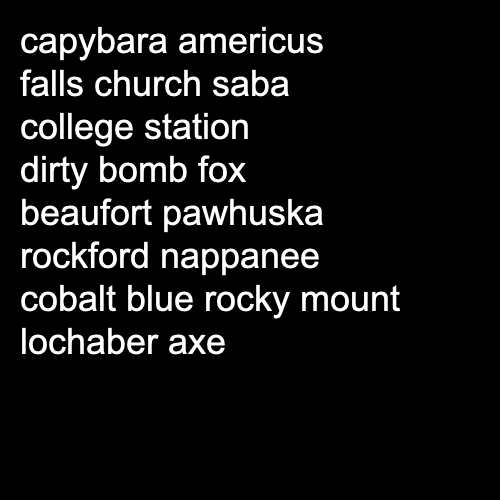 capybara americus
falls church saba
college station
dirty bomb fox
beaufort pawhuska
rockford nappanee
cobalt blue rocky mount
lochaber axe